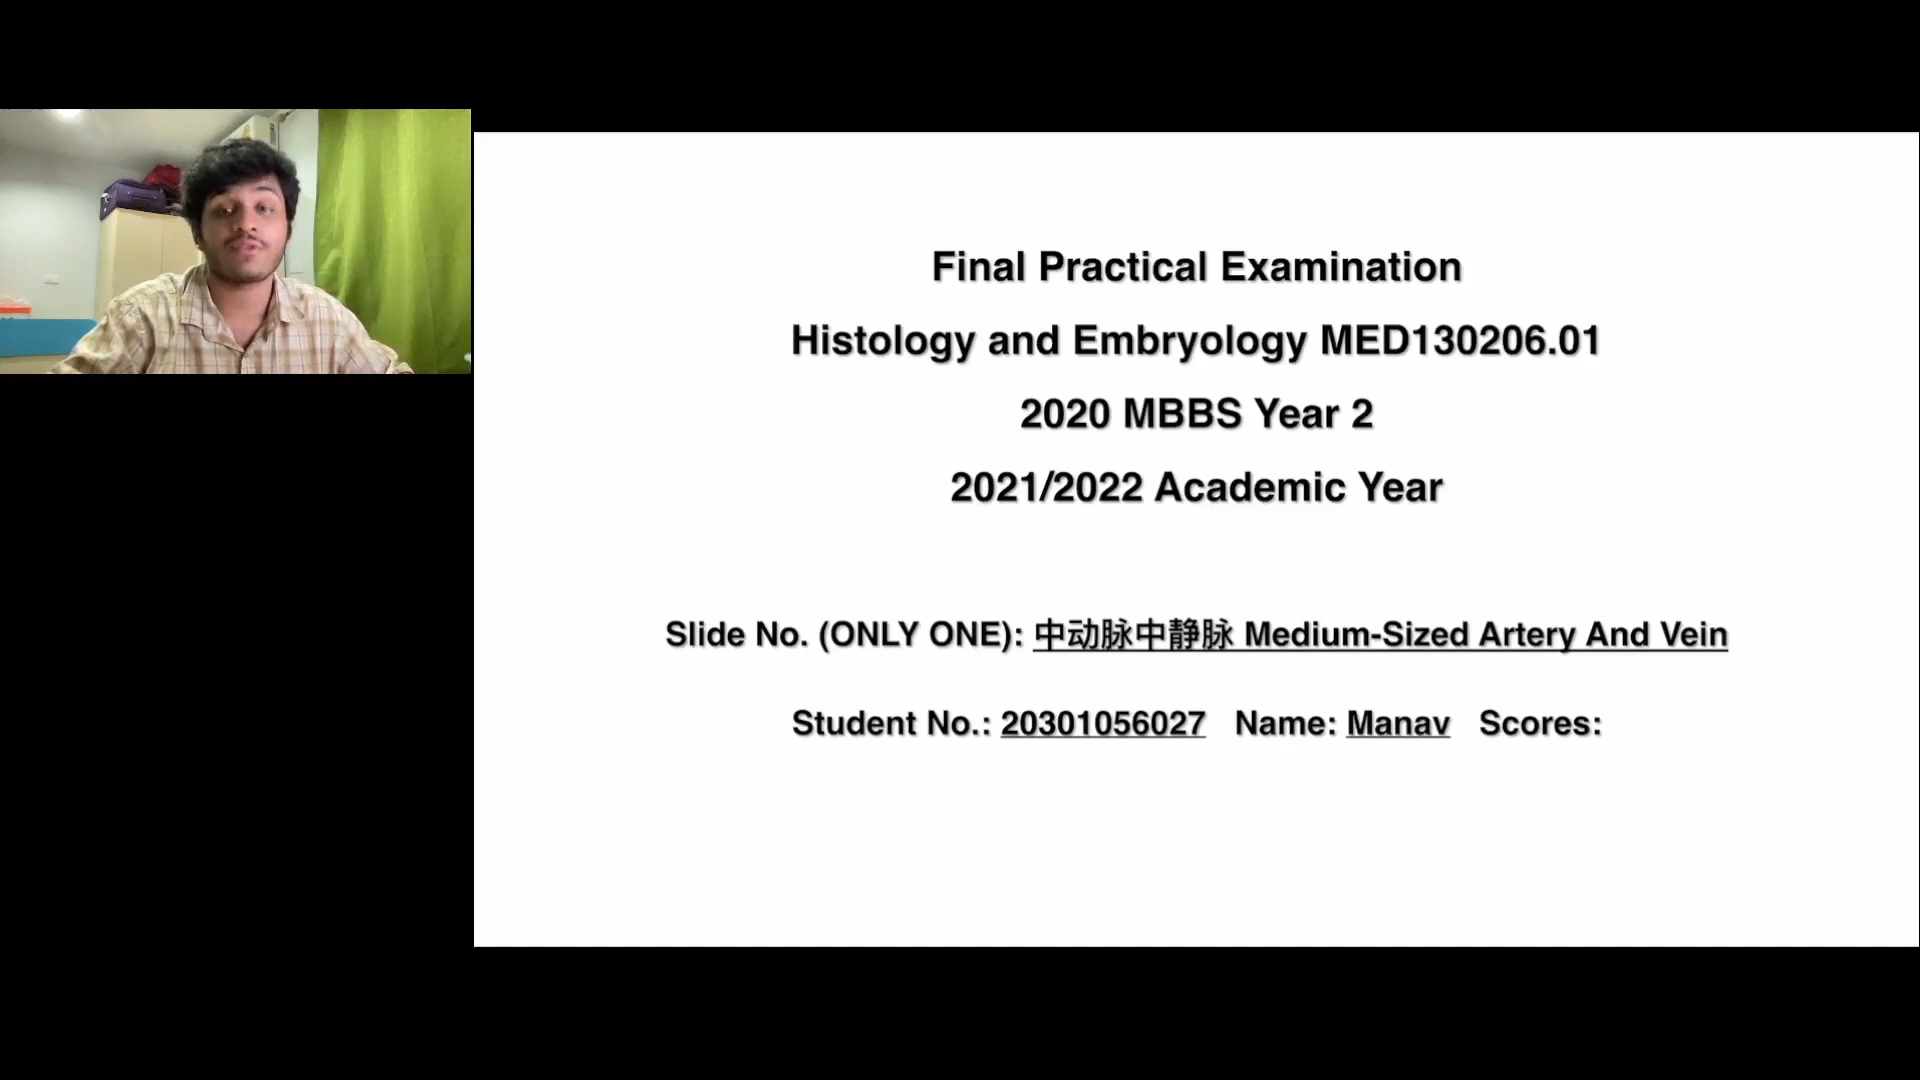 Final Practical Examination
Histology and Embryology MED130206.01
2020 MBBS Year 2
2021/2022 Academic Year
Slide No. (ONLY ONE): 中动脉中静脉 Medium-Sized Artery And Vein
Student No.: 20301056027 Name: Manav Scores: